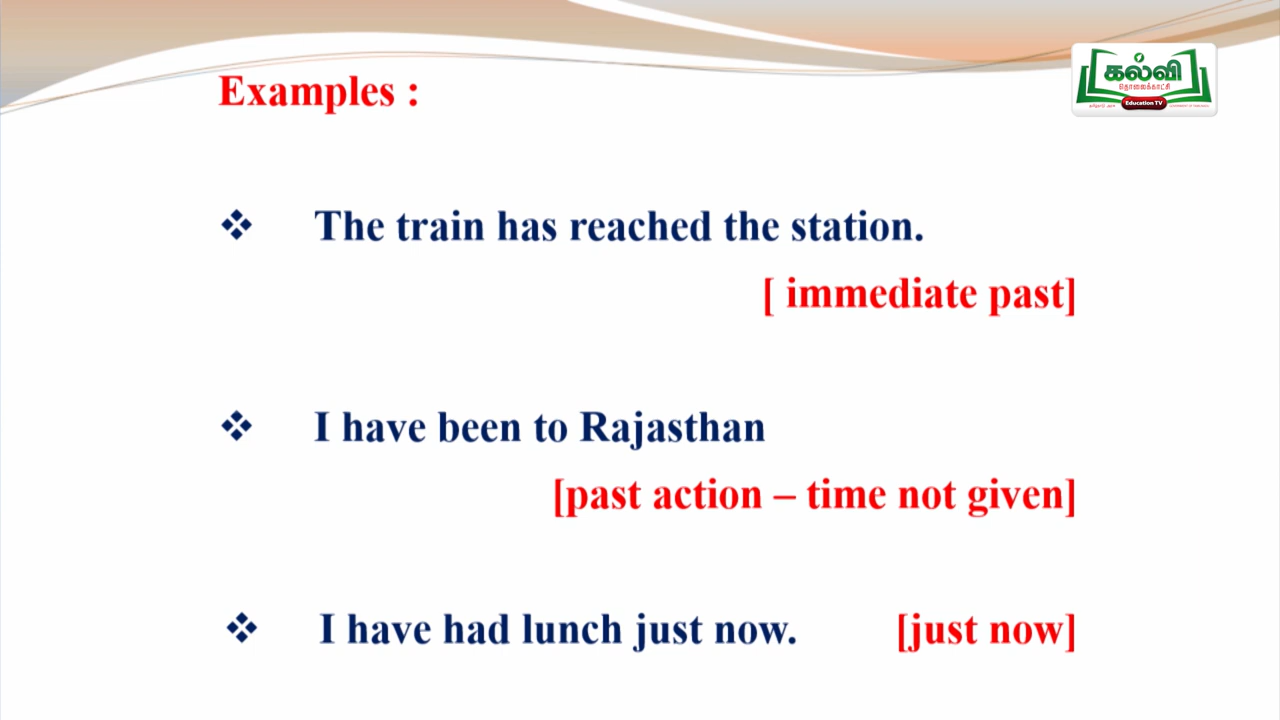 கல்வி
தொலைக்காட்சி
Education TV
Examples :
❖ The train has reached the station.
[ immediate past]
❖ I have been to Rajasthan
[past action – time not given]
❖ I have had lunch just now. [just now]